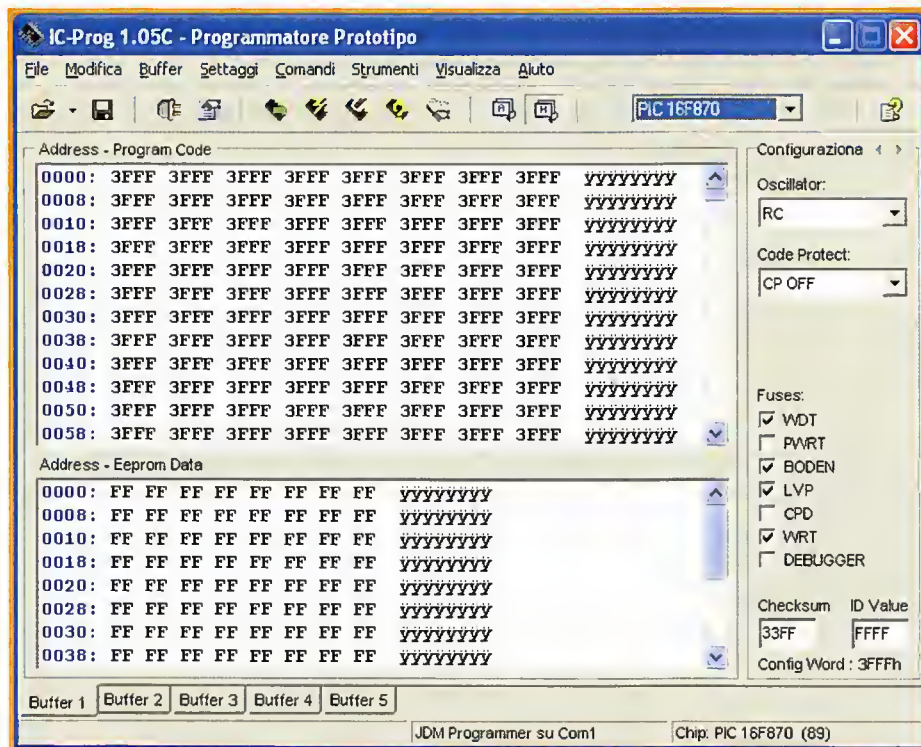 IC-Prog 1.05C - Programmatore Prototipo
File Modifica Buffer Settaggi Comandi Strumenti Visualizza Aiuto
PIC 16F870
Address - Program Code
0000: 3FFF 3FFF 3FFF 3FFF 3FFF 3FFF 3FFF 3FFF ÿÿÿÿÿÿÿÿ
0008: 3FFF 3FFF 3FFF 3FFF 3FFF 3FFF 3FFF 3FFF ÿÿÿÿÿÿÿÿ
0010: 3FFF 3FFF 3FFF 3FFF 3FFF 3FFF 3FFF 3FFF ÿÿÿÿÿÿÿÿ
0018: 3FFF 3FFF 3FFF 3FFF 3FFF 3FFF 3FFF 3FFF ÿÿÿÿÿÿÿÿ
0020: 3FFF 3FFF 3FFF 3FFF 3FFF 3FFF 3FFF 3FFF ÿÿÿÿÿÿÿÿ
0028: 3FFF 3FFF 3FFF 3FFF 3FFF 3FFF 3FFF 3FFF ÿÿÿÿÿÿÿÿ
0030: 3FFF 3FFF 3FFF 3FFF 3FFF 3FFF 3FFF 3FFF ÿÿÿÿÿÿÿÿ
0038: 3FFF 3FFF 3FFF 3FFF 3FFF 3FFF 3FFF 3FFF ÿÿÿÿÿÿÿÿ
0040: 3FFF 3FFF 3FFF 3FFF 3FFF 3FFF 3FFF 3FFF ÿÿÿÿÿÿÿÿ
0048: 3FFF 3FFF 3FFF 3FFF 3FFF 3FFF 3FFF 3FFF ÿÿÿÿÿÿÿÿ
0050: 3FFF 3FFF 3FFF 3FFF 3FFF 3FFF 3FFF 3FFF ÿÿÿÿÿÿÿÿ
0058: 3FFF 3FFF 3FFF 3FFF 3FFF 3FFF 3FFF 3FFF ÿÿÿÿÿÿÿÿ
Address - Eeprom Data
0000: FF FF FF FF FF FF FF FF ÿÿÿÿÿÿÿÿ
0008: FF FF FF FF FF FF FF FF ÿÿÿÿÿÿÿÿ
0010: FF FF FF FF FF FF FF FF ÿÿÿÿÿÿÿÿ
0018: FF FF FF FF FF FF FF FF ÿÿÿÿÿÿÿÿ
0020: FF FF FF FF FF FF FF FF ÿÿÿÿÿÿÿÿ
0028: FF FF FF FF FF FF FF FF ÿÿÿÿÿÿÿÿ
0030: FF FF FF FF FF FF FF FF ÿÿÿÿÿÿÿÿ
0038: FF FF FF FF FF FF FF FF ÿÿÿÿÿÿÿÿ
Configuraziona
Oscillator:
RC
Code Protect:
CP OFF
Fuses:
WDT
PWRT
BODEN
LVP
CPD
WRT
DEBUGGER
Checksum ID Value
33FF FFFF
Config Word : 3FFFh
Buffer 1 Buffer 2 Buffer 3 Buffer 4 Buffer 5
JDM Programmer su Com1 Chip: PIC 16F870 (89)